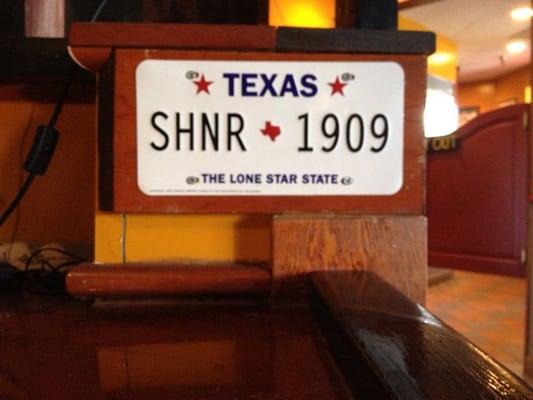 TEXAS
SHNR 1909
THE LONE STAR STATE
OUT